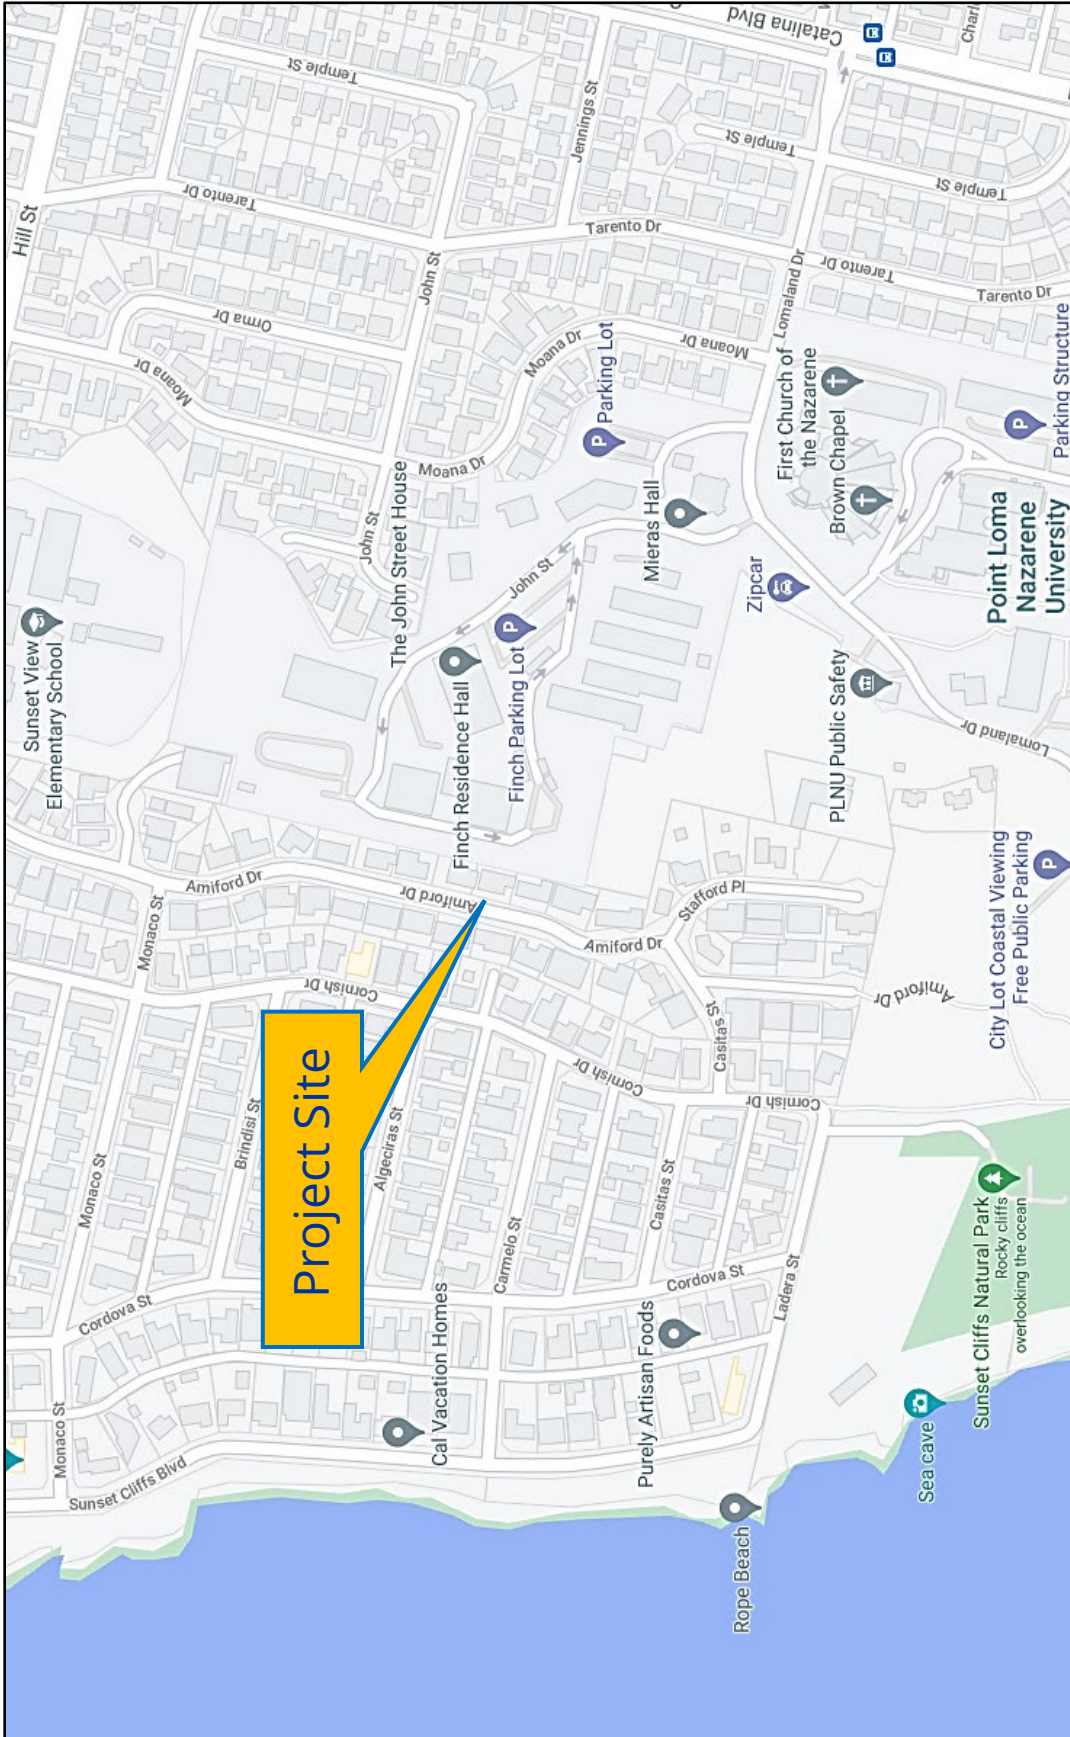 Hill St
Temple St
Catalina Blvd
Tarento Dr
Jennings St
Temple St
Temple St
John St
Tarento Dr
Lomaland Dr
Tarento Dr
Tarento Dr
Orma Dr
Moana Dr
Moana Dr
Moana Dr
Moana Dr
Parking Lot
First Church of
the Nazarene
Brown Chapel
Parking Structure
Sunset View
Elementary School
John St
The John Street House
John St
Mieras Hall
Zipcar
Point Loma
Nazarene
University
Finch Residence Hall
Finch Parking Lot
PLNU Public Safety
Lomaland Dr
City Lot Coastal Viewing
Free Public Parking
Monaco St
Amiford Dr
Amiford Dr
Amiford Dr
Stafford Pl
Amiford Dr
Cornish Dr
Cornish Dr
Cornish Dr
Casitas St
Project Site
Monaco St
Brindisi St
Algeciras St
Carmelo St
Casitas St
Cordova St
Cordova St
Ladera St
Sunset Cliffs Natural Park
Rocky cliffs
overlooking the ocean
Monaco St
Sunset Cliffs Blvd
Cal Vacation Homes
Purely Artisan Foods
Rope Beach
Sea cave